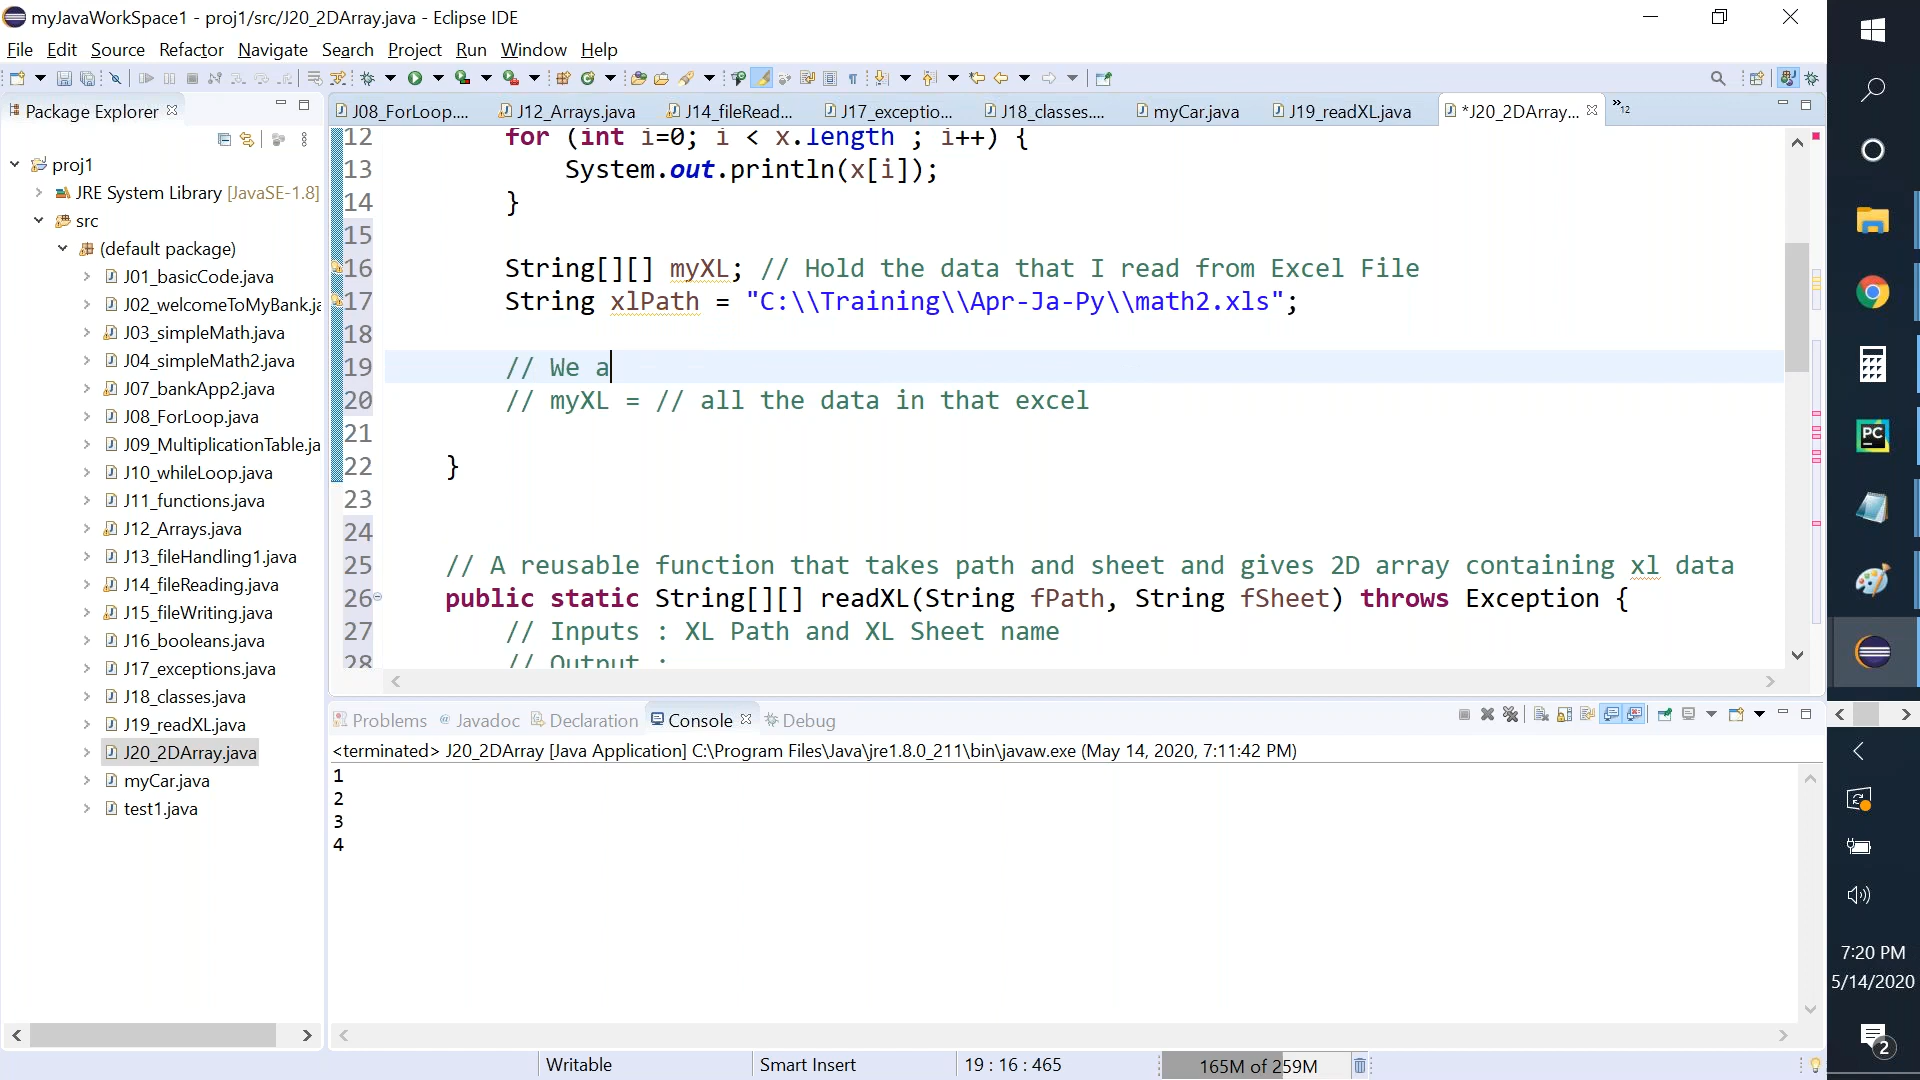 myJavaWorkSpace1 - proj1/src/J20_2DArray.java - Eclipse IDE
File Edit Source Refactor Navigate Search Project Run Window Help
Package Explorer
J08_ForLoop.... J12_Arrays.java J14_fileRead... J17_exceptio... J18_classes.... myCar.java J19_readXL.java *J20_2DArray... »12
proj1
JRE System Library [JavaSE-1.8]
src
(default package)
J01_basicCode.java
J02_welcomeToMyBank.ja
J03_simpleMath.java
J04_simpleMath2.java
J07_bankApp2.java
J08_ForLoop.java
J09_MultiplicationTable.ja
J10_whileLoop.java
J11_functions.java
J12_Arrays.java
J13_fileHandling1.java
J14_fileReading.java
J15_fileWriting.java
J16_booleans.java
J17_exceptions.java
J18_classes.java
J19_readXL.java
J20_2DArray.java
myCar.java
test1.java
12 for (int i=0; i < x.length ; i++) {
13 System.out.println(x[i]);
14 }
15
16 String[][] myXL; // Hold the data that I read from Excel File
17 String xlPath = "C:\\Training\\Apr-Ja-Py\\math2.xls";
18
19 // We a
20 // myXL = // all the data in that excel
21
22 }
23
24
25 // A reusable function that takes path and sheet and gives 2D array containing xl data
26 public static String[][] readXL(String fPath, String fSheet) throws Exception {
27 // Inputs : XL Path and XL Sheet name
28 // Output :
Problems @ Javadoc Declaration Console Debug
<terminated> J20_2DArray [Java Application] C:\Program Files\Java\jre1.8.0_211\bin\javaw.exe (May 14, 2020, 7:11:42 PM)
1
2
3
4
Writable Smart Insert 19 : 16 : 465 165M of 259M
PC
7:20 PM
5/14/2020
2